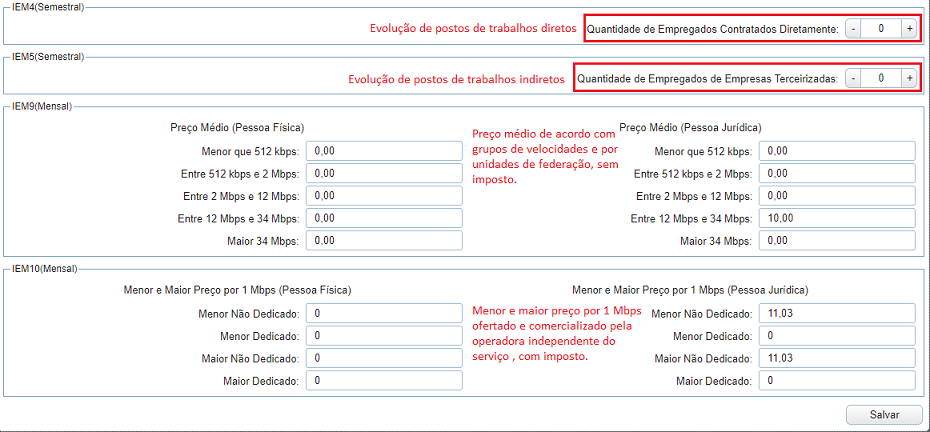 IEM4(Semestral)
Evolução de postos de trabalhos diretos Quantidade de Empregados Contratados Diretamente: - 0 +
IEM5(Semestral)
Evolução de postos de trabalhos indiretos Quantidade de Empregados de Empresas Terceirizadas: - 0 +
IEM9(Mensal)
Preço Médio (Pessoa Física)
Menor que 512 kbps: 0,00
Entre 512 kbps e 2 Mbps: 0,00
Entre 2 Mbps e 12 Mbps: 0,00
Entre 12 Mbps e 34 Mbps: 0,00
Maior 34 Mbps: 0,00
Preço médio de acordo com
grupos de velocidades e por
unidades de federação, sem
imposto.
Preço Médio (Pessoa Jurídica)
Menor que 512 kbps: 0,00
Entre 512 kbps e 2 Mbps: 0,00
Entre 2 Mbps e 12 Mbps: 0,00
Entre 12 Mbps e 34 Mbps: 10,00
Maior 34 Mbps: 0,00
IEM10(Mensal)
Menor e Maior Preço por 1 Mbps (Pessoa Física)
Menor Não Dedicado: 0
Menor Dedicado: 0
Maior Não Dedicado: 0
Maior Dedicado: 0
Menor e maior preço por 1 Mbps
ofertado e comercializado pela
operadora independente do
serviço , com imposto.
Menor e Maior Preço por 1 Mbps (Pessoa Jurídica)
Menor Não Dedicado: 11,03
Menor Dedicado: 0
Maior Não Dedicado: 11,03
Maior Dedicado: 0
Salvar